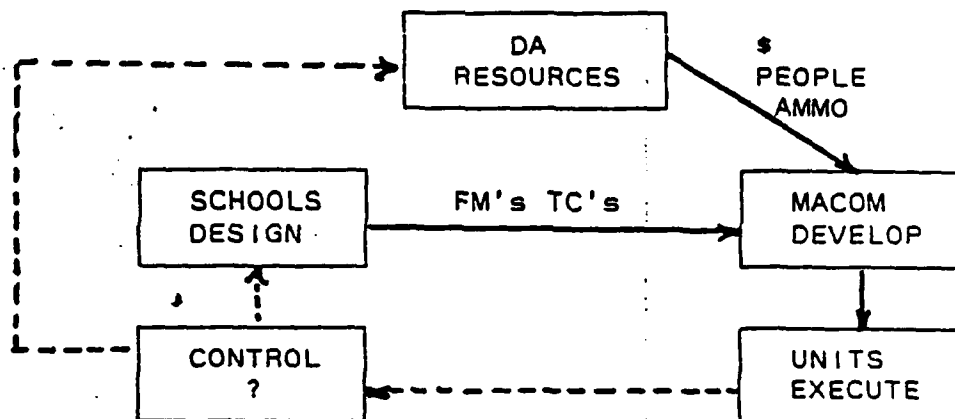 DA
RESOURCES
$
PEOPLE
AMMO
SCHOOLS
DESIGN
FM's TC's
MACOM
DEVELOP
CONTROL
?
UNITS
EXECUTE